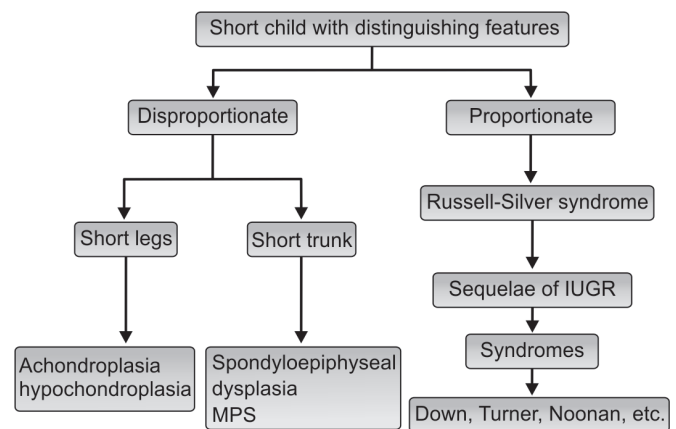 Short child with distinguishing features
Disproportionate
Proportionate
Russell-Silver syndrome
Short legs
Short trunk
Sequelae of IUGR
Syndromes
Achondroplasia
hypochondroplasia
Spondyloepiphyseal
dysplasia
MPS
Down, Turner, Noonan, etc.